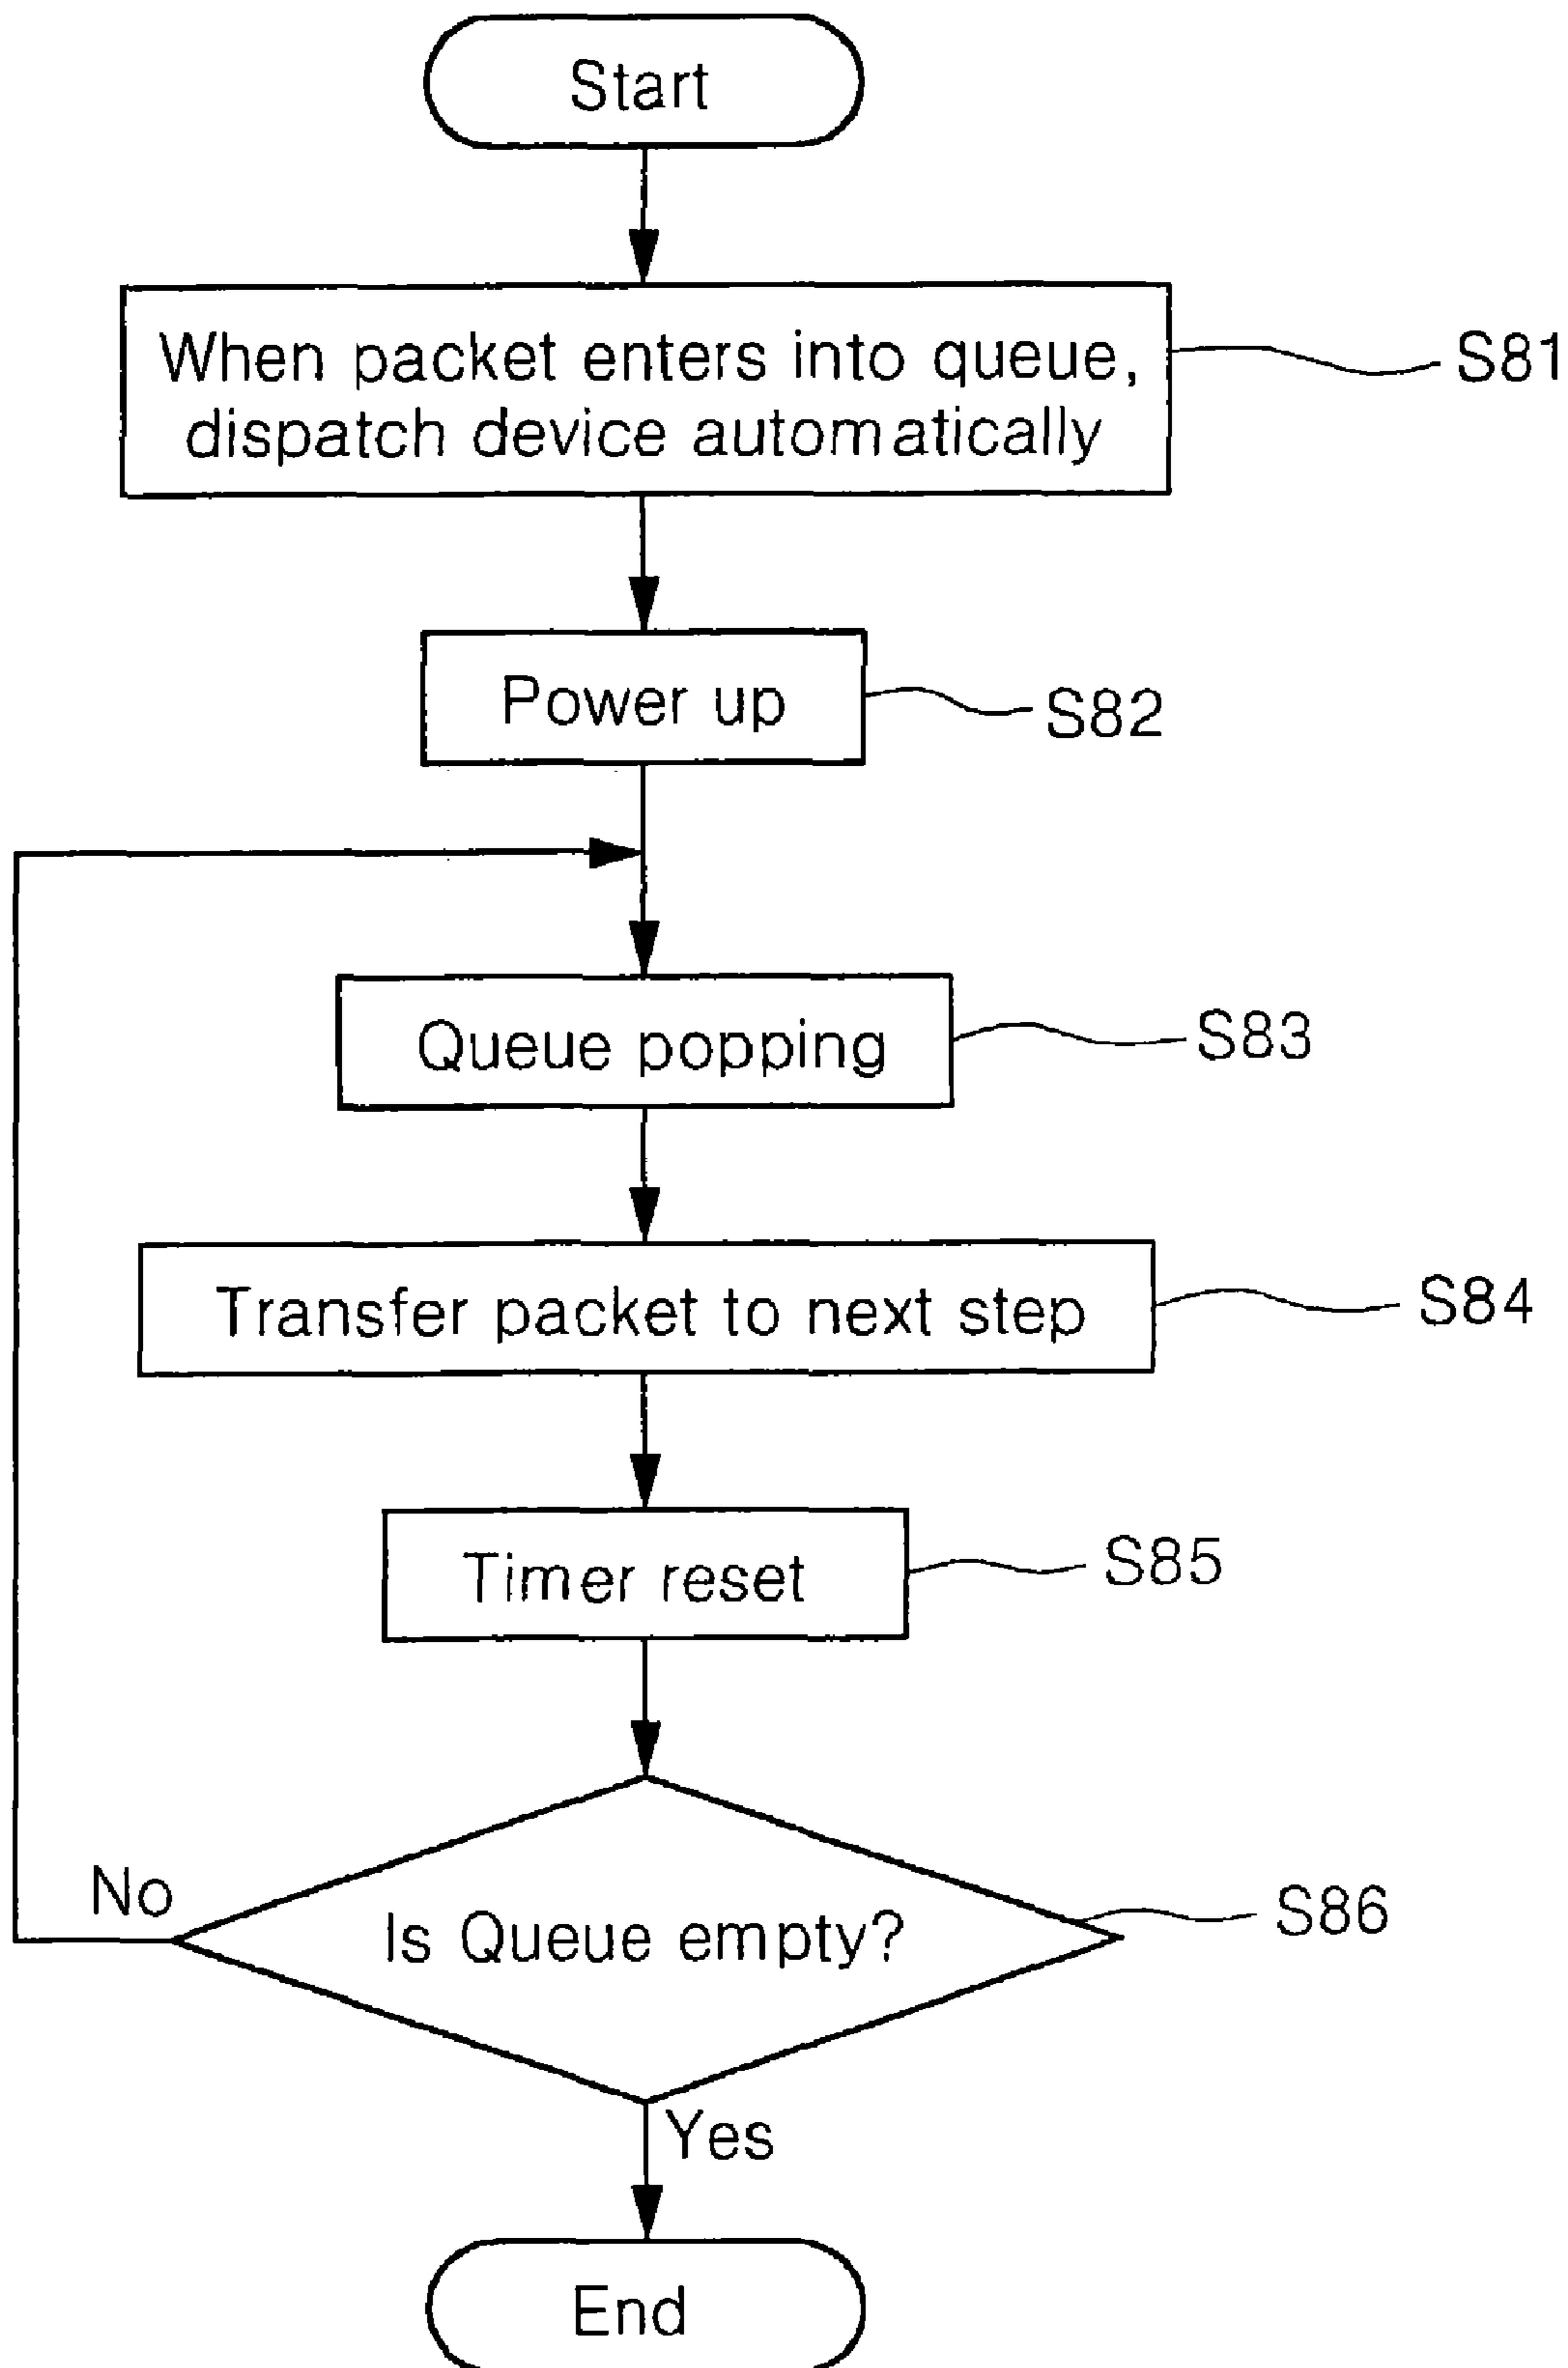 Start
When packet enters into queue,
dispatch device automatically
S81
Power up
S82
Queue popping
S83
Transfer packet to next step
S84
Timer reset
S85
No
Is Queue empty?
S86
Yes
End